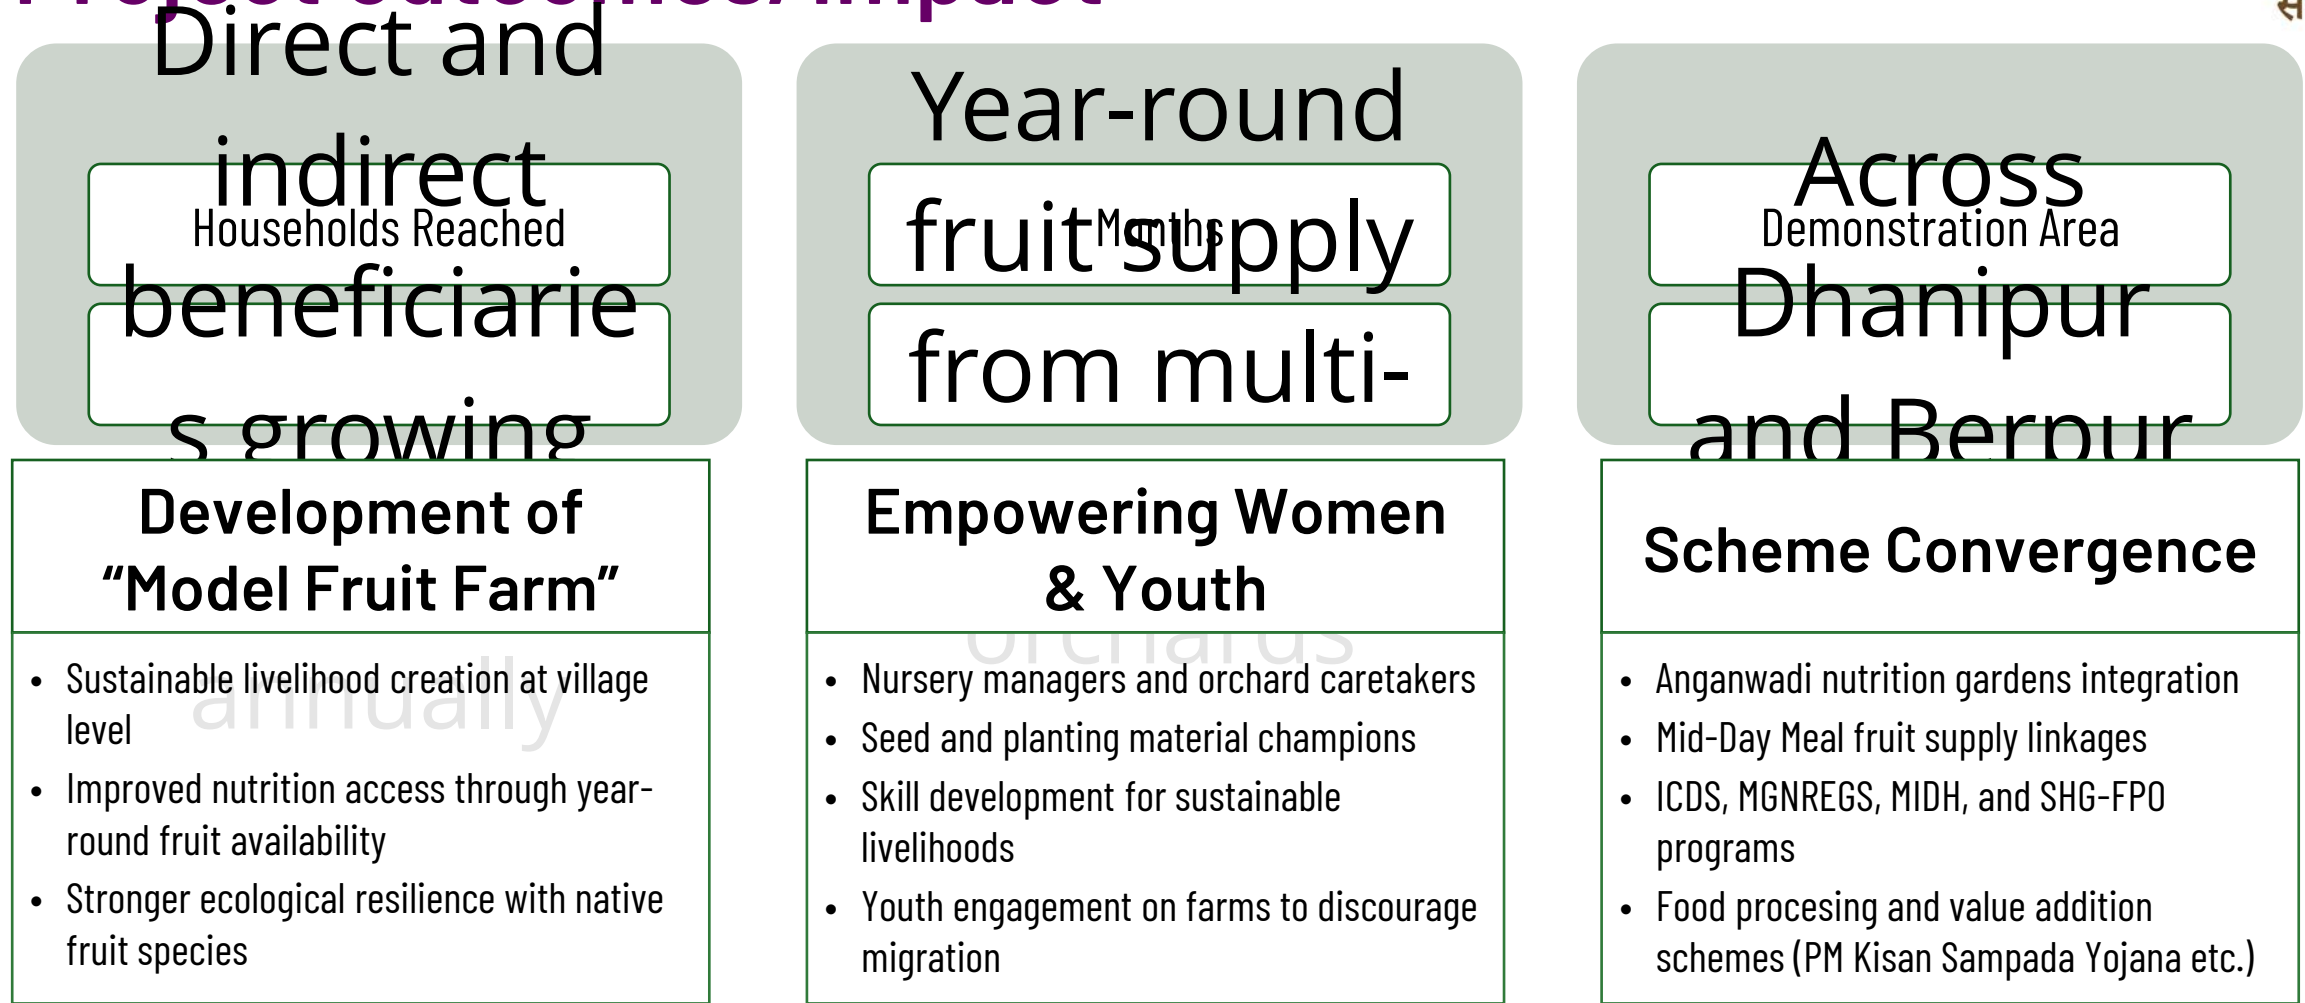 Project outcomes/Impact
स
Direct and
indirect
Households Reached
beneficiarie
s growing
annually
Year-round
fruit supply
Months
from multi-
orchards
Across
Demonstration Area
Dhanipur
and Berpur
Development of
“Model Fruit Farm”
• Sustainable livelihood creation at village
level
• Improved nutrition access through year-
round fruit availability
• Stronger ecological resilience with native
fruit species
Empowering Women
& Youth
• Nursery managers and orchard caretakers
• Seed and planting material champions
• Skill development for sustainable
livelihoods
• Youth engagement on farms to discourage
migration
Scheme Convergence
• Anganwadi nutrition gardens integration
• Mid-Day Meal fruit supply linkages
• ICDS, MGNREGS, MIDH, and SHG-FPO
programs
• Food procesing and value addition
schemes (PM Kisan Sampada Yojana etc.)